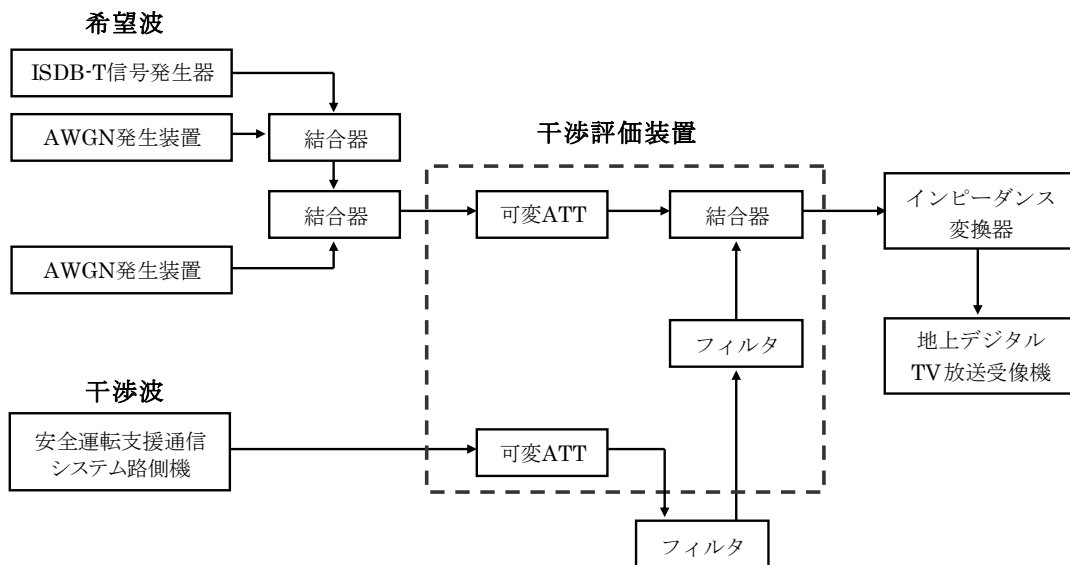 希望波
ISDB-T信号発生器
AWGN発生装置
結合器
結合器
AWGN発生装置
干渉評価装置
可変ATT
結合器
インピーダンス
変換器
フィルタ
地上デジタル
TV放送受像機
干渉波
安全運転支援通信
システム路側機
可変ATT
フィルタ